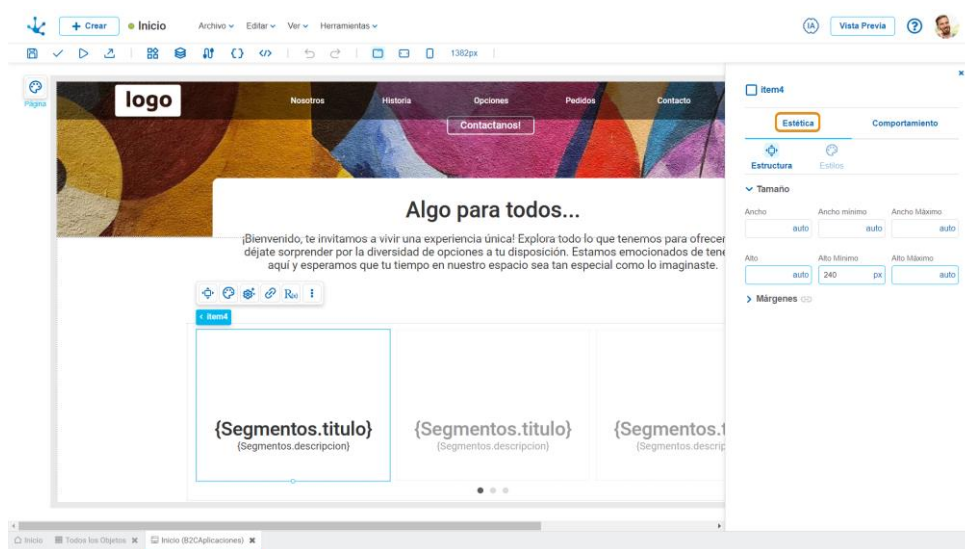 + Crear
Inicio
Archivo
Editar
Ver
Herramientas
IA
Vista Previa
?
1382px
Página
logo
Nosotros
Historia
Opciones
Pedidos
Contacto
Contactanos!
Algo para todos...
¡Bienvenido, te invitamos a vivir una experiencia única! Explora todo lo que tenemos para ofrecer
déjate sorprender por la diversidad de opciones a tu disposición. Estamos emocionados de tene
aquí y esperamos que tu tiempo en nuestro espacio sea tan especial como lo imaginaste.
< item4
{Segmentos.titulo}
{Segmentos.descripcion}
{Segmentos.titulo}
{Segmentos.descripcion}
{Segmentos.t
{Segmentos.descrip
item4
Estética
Comportamiento
Estructura
Estilos
Tamaño
Ancho
Ancho mínimo
Ancho Máximo
auto
auto
auto
Alto
Alto Mínimo
Alto Máximo
auto
240 px
auto
Márgenes
Inicio
Todos los Objetos
Inicio (B2CAplicaciones)